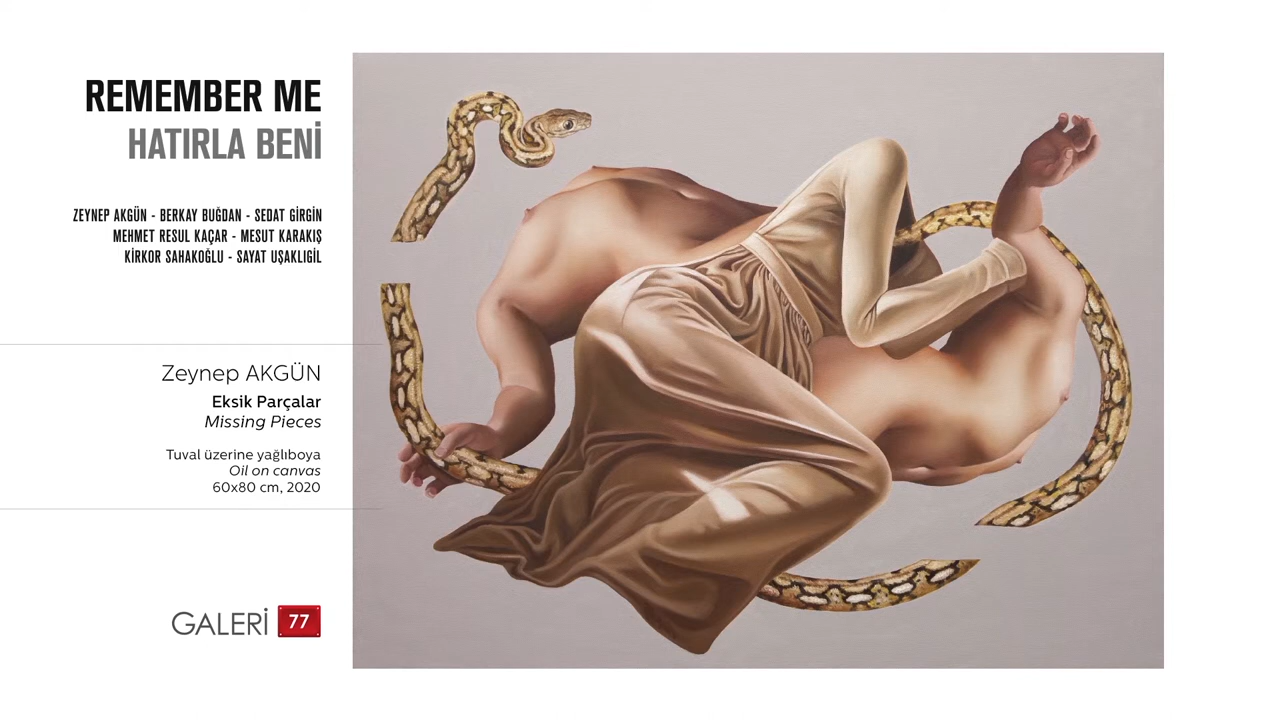 REMEMBER ME
HATIRLA BENİ
ZEYNEP AKGÜN - BERKAY BUĞDAN - SEDAT GİRGİN
MEHMET RESUL KAÇAR - MESUT KARAKIŞ
KİRKOR SAHAKOĞLU - SAYAT UŞAKLIGİL
Zeynep AKGÜN
Eksik Parçalar
Missing Pieces
Tuval üzerine yağlıboya
Oil on canvas
60x80 cm, 2020
GALERİ 77